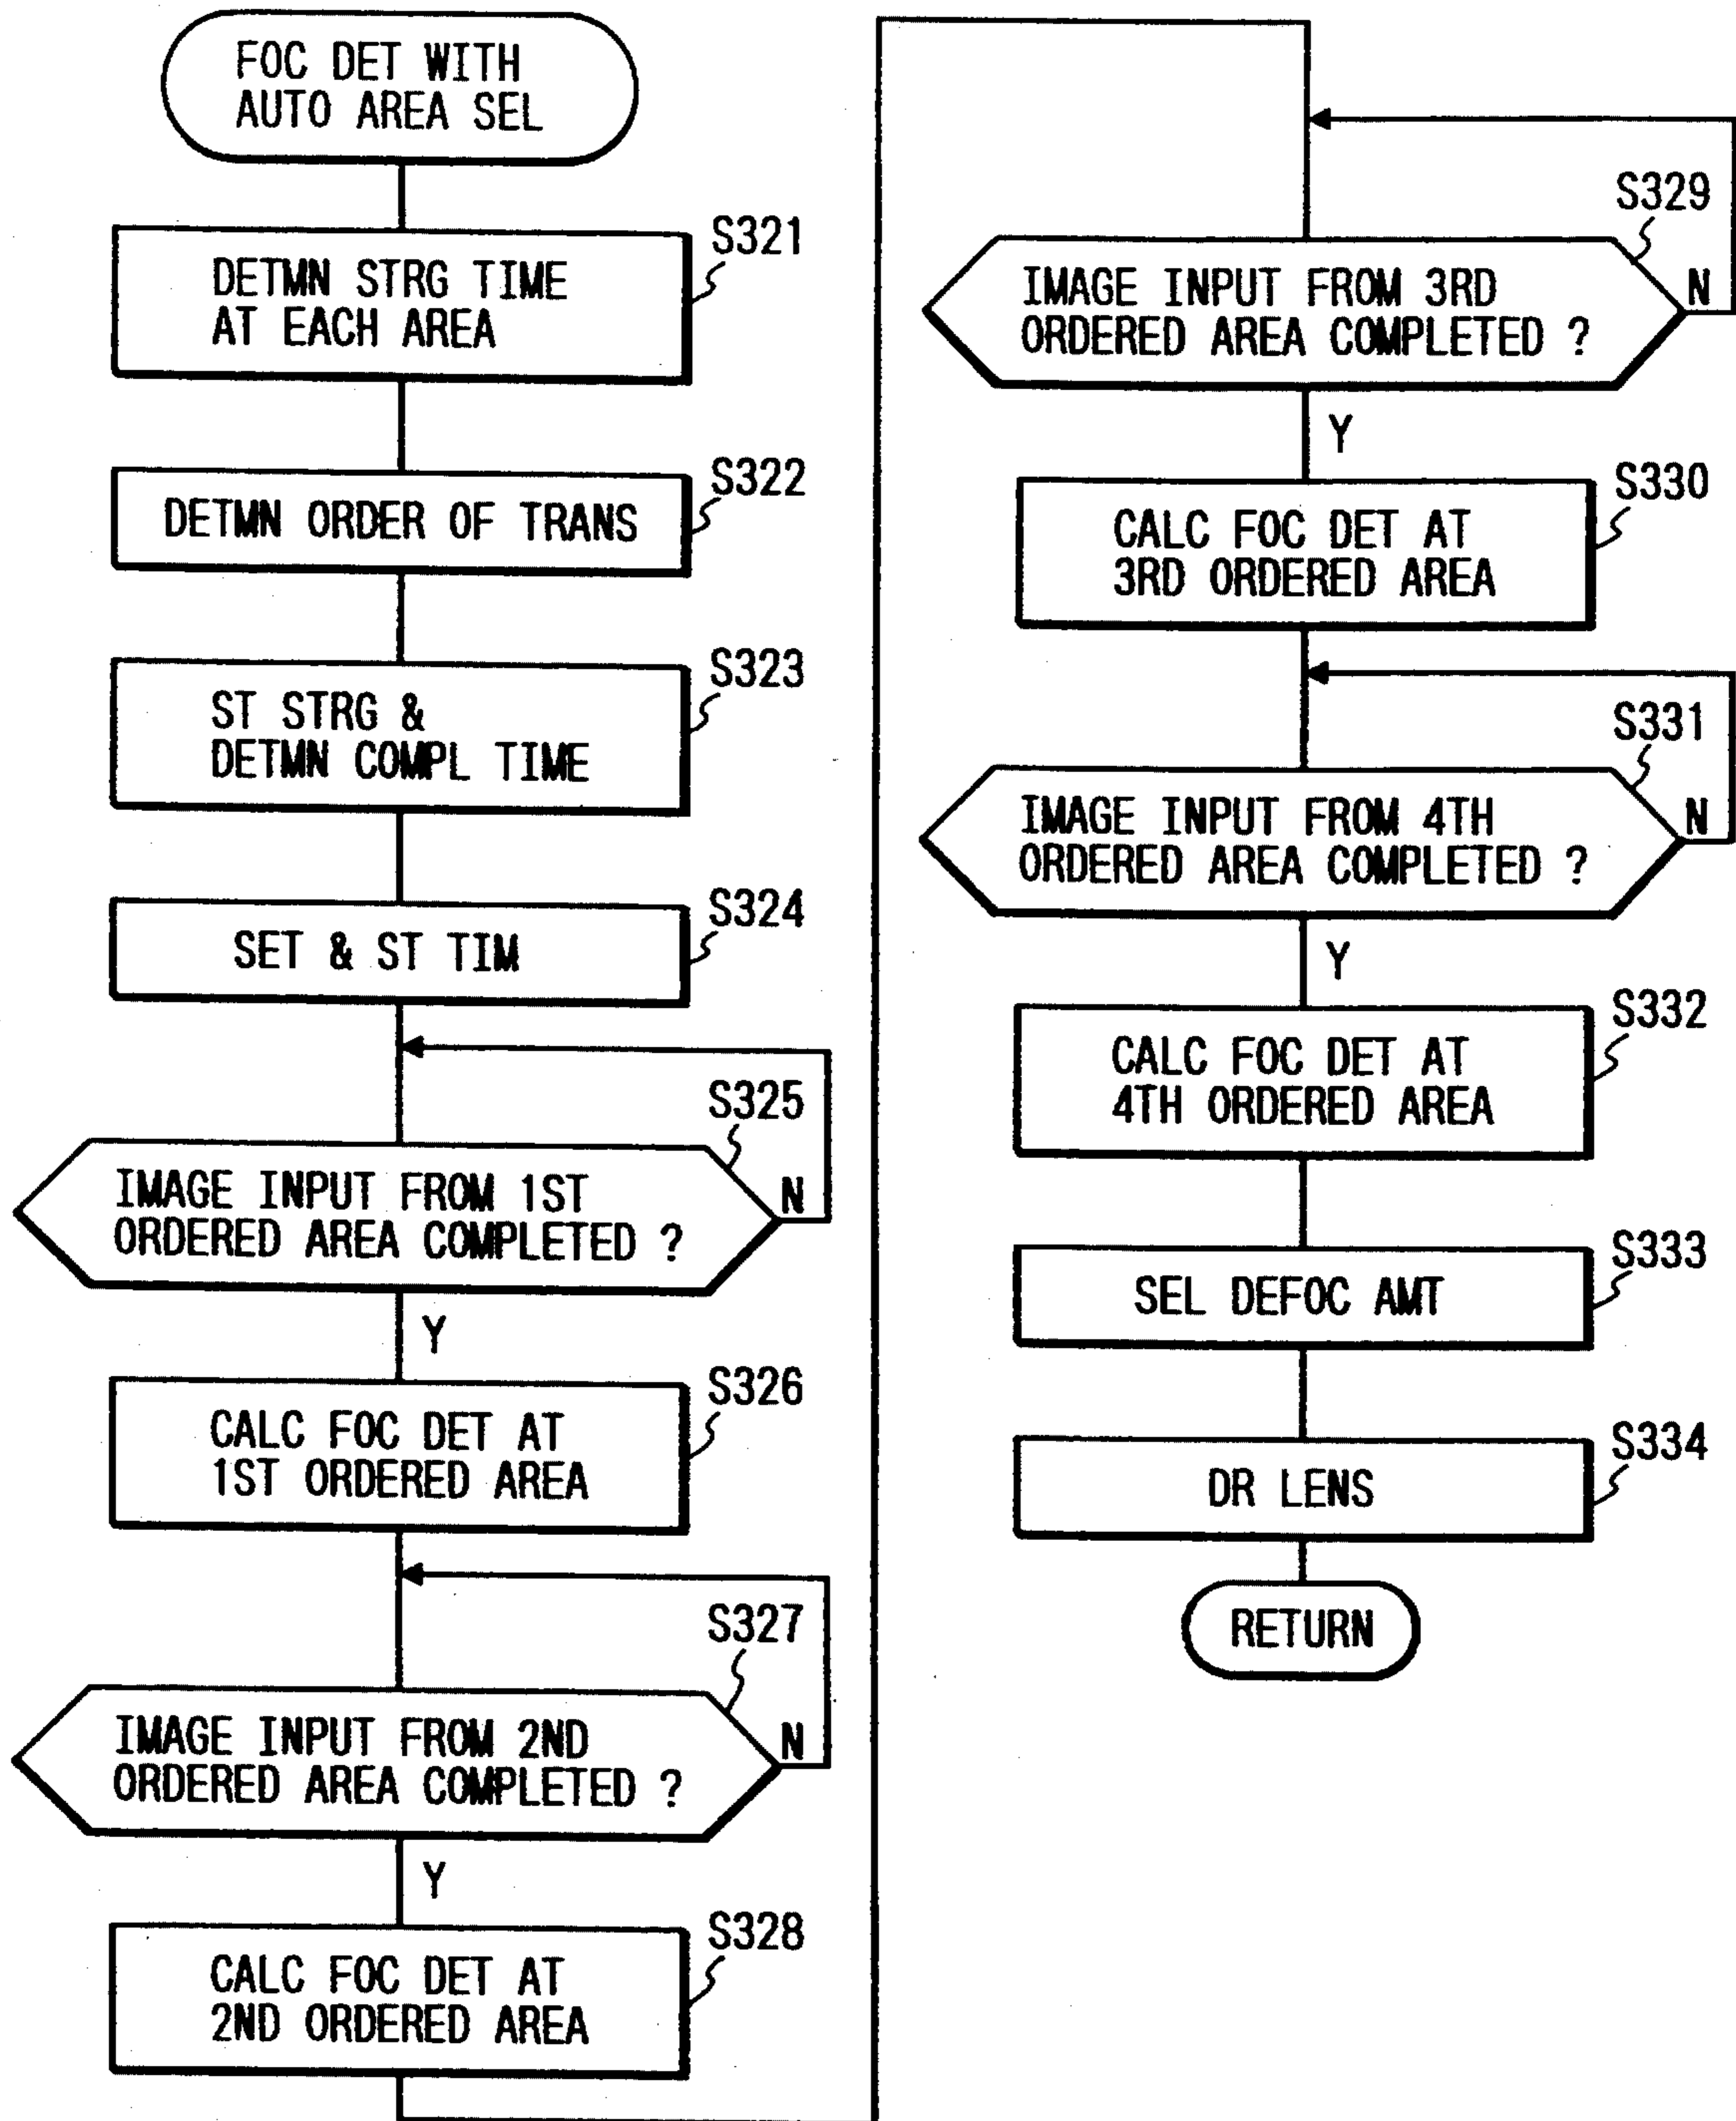 FOC DET WITH
AUTO AREA SEL
S321
DETMN STRG TIME
AT EACH AREA
S322
DETMN ORDER OF TRANS
S323
ST STRG &
DETMN COMPL TIME
S324
SET & ST TIM
S325
IMAGE INPUT FROM 1ST
ORDERED AREA COMPLETED ?
N
Y
S326
CALC FOC DET AT
1ST ORDERED AREA
S327
IMAGE INPUT FROM 2ND
ORDERED AREA COMPLETED ?
N
Y
S328
CALC FOC DET AT
2ND ORDERED AREA
S329
IMAGE INPUT FROM 3RD
ORDERED AREA COMPLETED ?
N
Y
S330
CALC FOC DET AT
3RD ORDERED AREA
S331
IMAGE INPUT FROM 4TH
ORDERED AREA COMPLETED ?
N
Y
S332
CALC FOC DET AT
4TH ORDERED AREA
S333
SEL DEFOC AMT
S334
DR LENS
RETURN